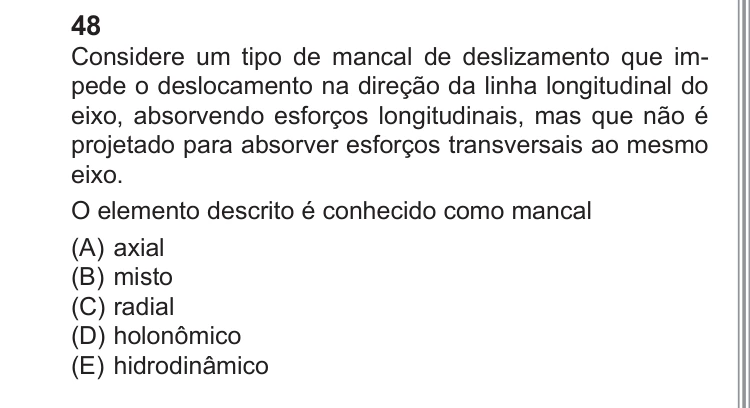 48
Considere um tipo de mancal de deslizamento que im-
pede o deslocamento na direção da linha longitudinal do
eixo, absorvendo esforços longitudinais, mas que não é
projetado para absorver esforços transversais ao mesmo
eixo.
O elemento descrito é conhecido como mancal
(A) axial
(B) misto
(C) radial
(D) holonômico
(E) hidrodinâmico